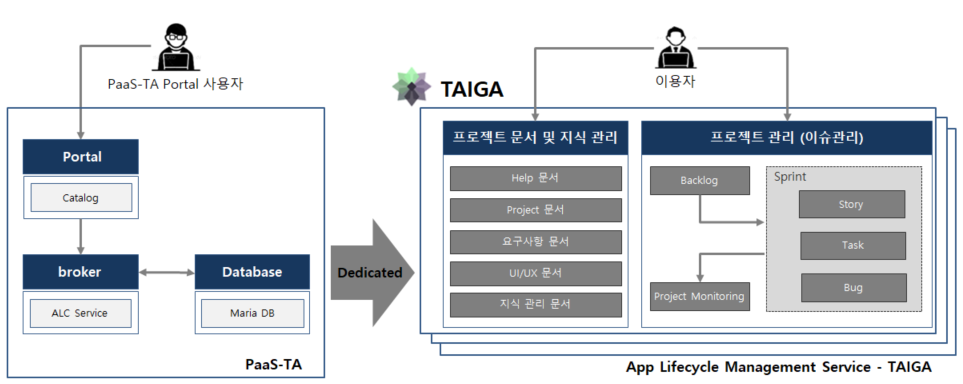 PaaS-TA Portal 사용자
Portal
Catalog
broker
ALC Service
Database
Maria DB
PaaS-TA
Dedicated
TAIGA
이용자
프로젝트 문서 및 지식 관리
Help 문서
Project 문서
요구사항 문서
UI/UX 문서
지식 관리 문서
프로젝트 관리 (이슈관리)
Backlog
Project Monitoring
Sprint
Story
Task
Bug
App Lifecycle Management Service - TAIGA